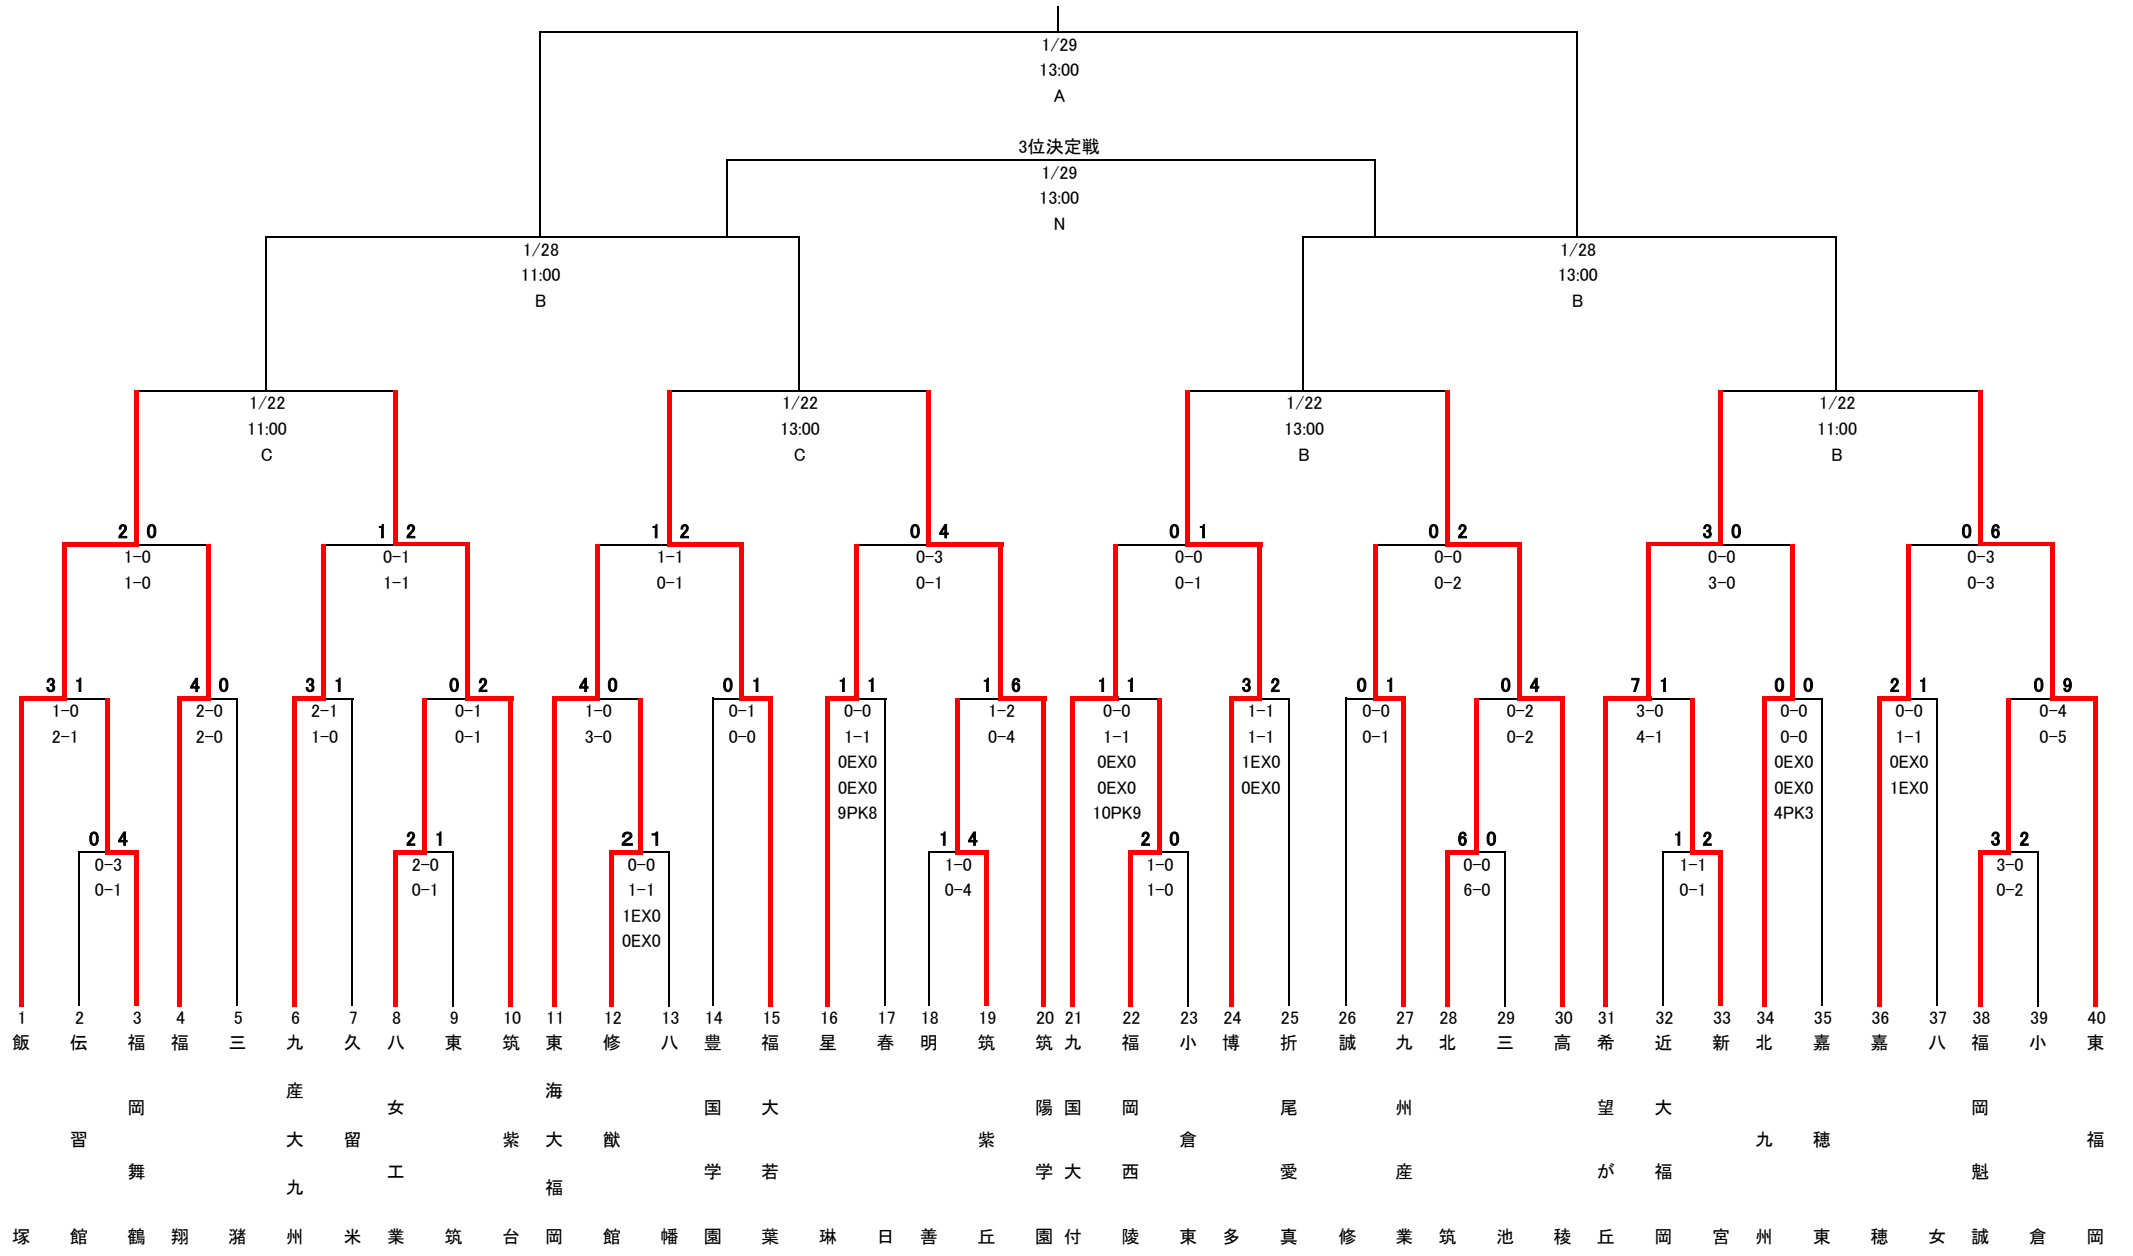 1/29
13:00
A
3位決定戦
1/29
13:00
N
1/28
11:00
B
1/28
13:00
B
1/22
11:00
C
1/22
13:00
C
1/22
13:00
B
1/22
11:00
B
2 0
1-0
1-0
1 2
0-1
1-1
1 2
1-1
0-1
0 4
0-3
0-1
0 1
0-0
0-1
0 2
0-0
0-2
3 0
0-0
3-0
0 6
0-3
0-3
3 1
1-0
2-1
4 0
2-0
2-0
3 1
2-1
1-0
0 2
0-1
0-1
4 0
1-0
3-0
0 1
0-1
0-0
1 1
0-0
1-1
0EX0
0EX0
9PK8
1 6
1-2
0-4
1 1
0-0
1-1
0EX0
0EX0
10PK9
3 2
1-1
1-1
1EX0
0EX0
0 1
0-0
0-1
0 4
0-2
0-2
7 1
3-0
4-1
0 0
0-0
0-0
0EX0
0EX0
4PK3
2 1
0-0
1-1
0EX0
1EX0
0 9
0-4
0-5
0 4
0-3
0-1
2 1
2-0
0-1
2 1
0-0
1-1
1EX0
0EX0
1 4
1-0
0-4
2 0
1-0
1-0
6 0
0-0
6-0
1 2
1-1
0-1
3 2
3-0
0-2
1 飯塚
2 伝習館
3 福岡舞鶴
4 福翔
5 三潴
6 九産大九州
7 久留米
8 八女工業
9 東筑
10 筑紫台
11 東海大福岡
12 修猷館
13 八幡
14 豊国学園
15 福大若葉
16 星琳
17 春日
18 明善
19 筑紫丘
20 筑陽学園
21 九国大付
22 福岡西陵
23 小倉東
24 博多
25 折尾愛真
26 誠修
27 九州産業
28 北筑
29 三池
30 高稜
31 希望が丘
32 近大福岡
33 新宮
34 北九州
35 嘉穂東
36 嘉穂
37 八女
38 福岡魁誠
39 小倉
40 東福岡